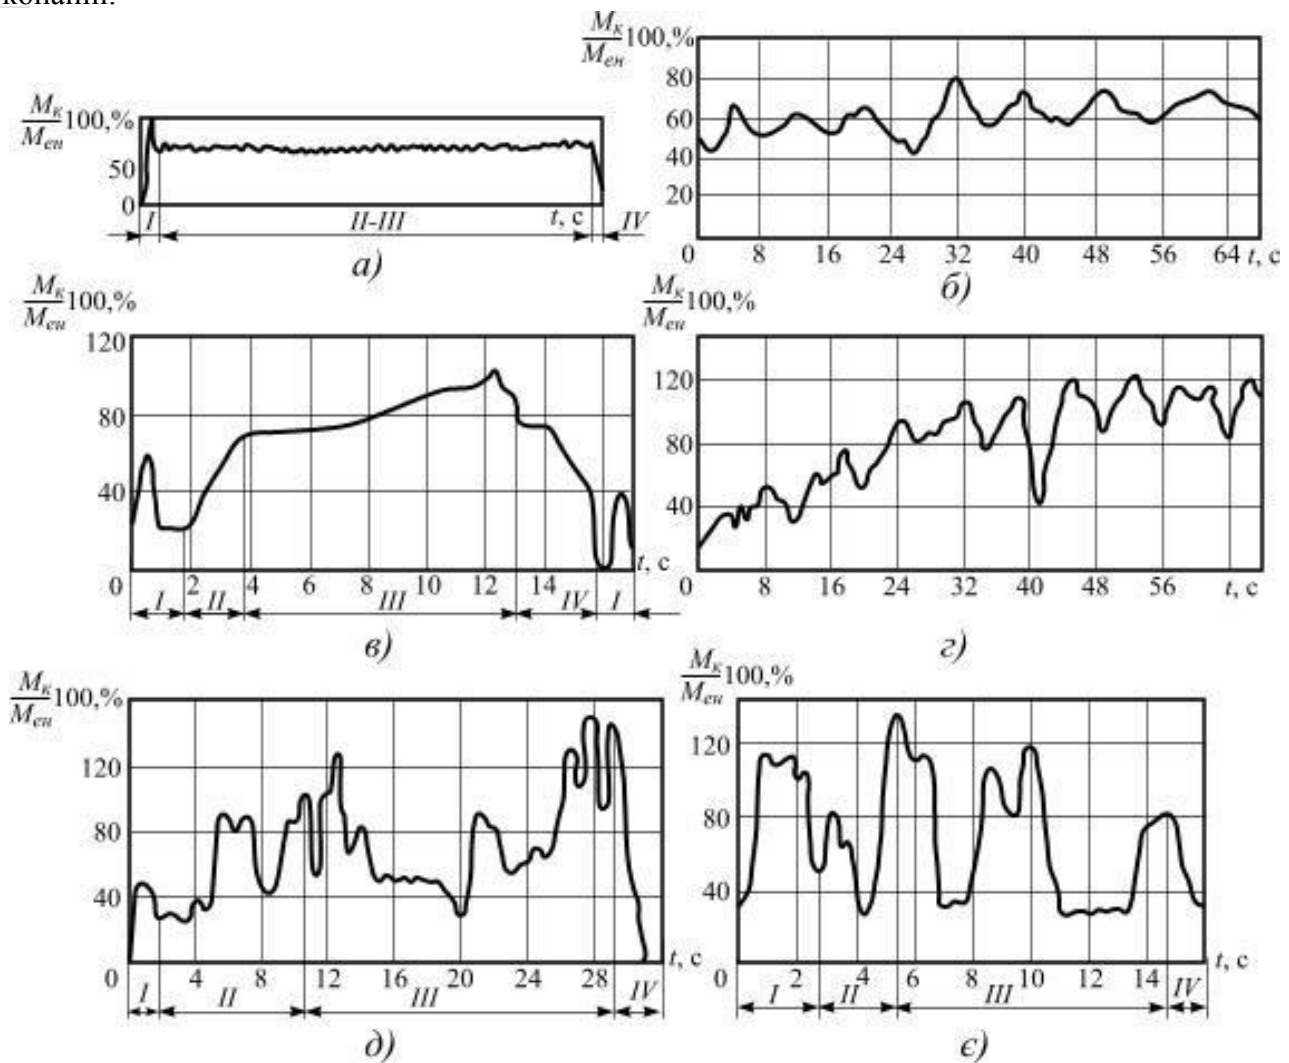 копанні.
Mк/Mен 100,%
50
0
I II-III t, с IV
а)
Mк/Mен 100,%
80
60
40
20
0 8 16 24 32 40 48 56 64 t, с
б)
Mк/Mен 100,%
120
80
40
0 2 4 6 8 10 12 14 t, с
I II III IV I
в)
Mк/Mен 100,%
120
80
40
0 8 16 24 32 40 48 56 t, с
г)
Mк/Mен 100,%
120
80
40
0 4 8 12 16 20 24 28 t, с
I II III IV
д)
Mк/Mен 100,%
120
80
40
0 2 4 6 8 10 12 14 t, с
I II III IV
є)